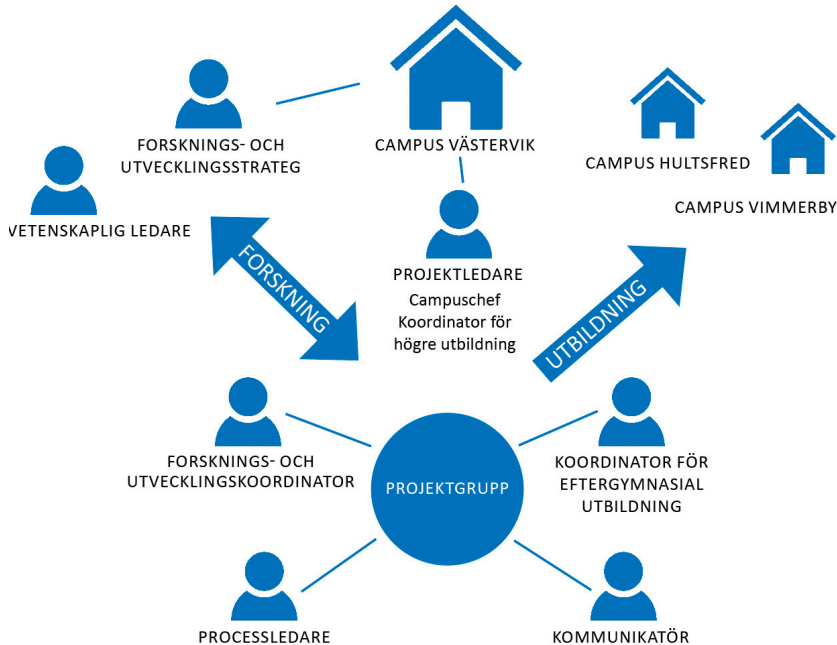 FORSKNINGS- OCH
UTVECKLINGSSTRATEG
CAMPUS VÄSTERVIK
CAMPUS HULTSFRED
CAMPUS VIMMERBY
VETENSKAPLIG LEDARE
FORSKNING
PROJEKTLEDARE
Campuschef
Koordinator för
högre utbildning
UTBILDNING
FORSKNINGS- OCH
UTVECKLINGSKOORDINATOR
PROJEKTGRUPP
KOORDINATOR FÖR
EFTERGYMNASIAL
UTBILDNING
PROCESSLEDARE
KOMMUNIKATÖR